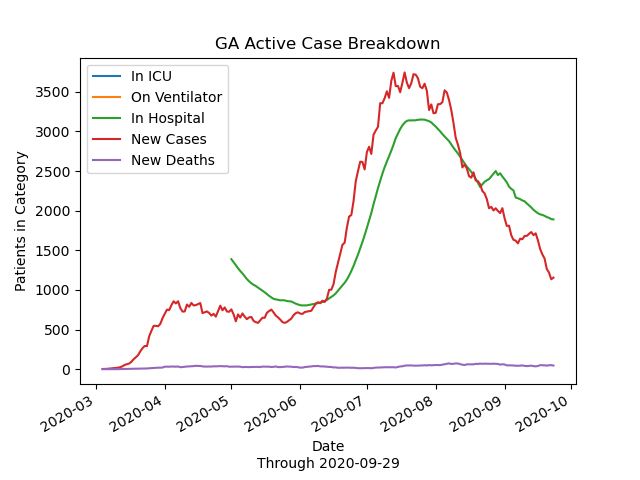 GA Active Case Breakdown
In ICU
On Ventilator
In Hospital
New Cases
New Deaths
Patients in Category
3500
3000
2500
2000
1500
1000
500
0
2020-03
2020-04
2020-05
2020-06
2020-07
2020-08
2020-09
2020-10
Date
Through 2020-09-29